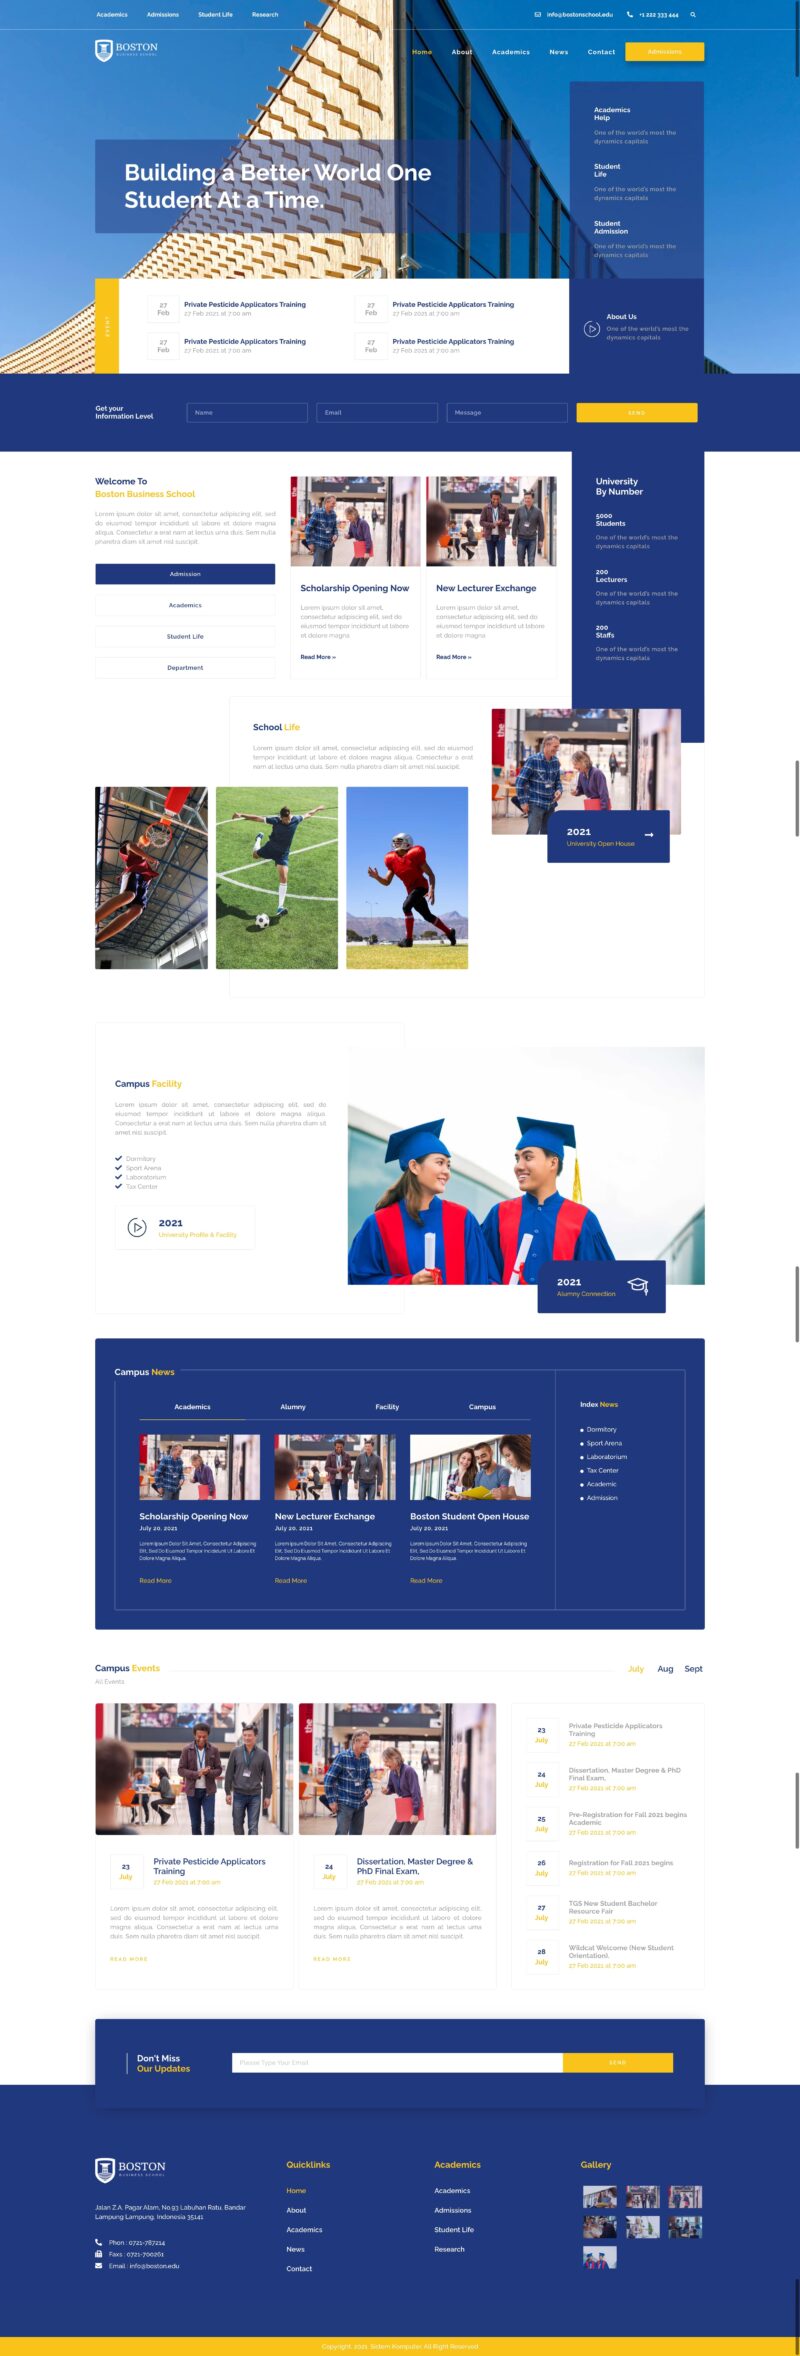 Academics Admissions Student Life Research
info@bostonschool.edu +1 222 333 444
BOSTON
BUSINESS SCHOOL
Home About Academics News Contact Admissions
Building a Better World One
Student At a Time.
Academics
Help
One of the world's most the
dynamics capitals
Student
Life
One of the world's most the
dynamics capitals
Student
Admission
One of the world's most the
dynamics capitals
EVENT
27
Feb
Private Pesticide Applicators Training
27 Feb 2021 at 7:00 am
27
Feb
Private Pesticide Applicators Training
27 Feb 2021 at 7:00 am
27
Feb
Private Pesticide Applicators Training
27 Feb 2021 at 7:00 am
27
Feb
Private Pesticide Applicators Training
27 Feb 2021 at 7:00 am
About Us
One of the world's most the
dynamics capitals
Get your
Information Level
Name
Email
Message
SEND
Welcome To
Boston Business School
Lorem ipsum dolor sit amet, consectetur adipiscing elit, sed
do eiusmod tempor incididunt ut labore et dolore magna
aliqua. Consectetur a erat nam at lectus urna duis. Sem nulla
pharetra diam sit amet nisl suscipit.
Admission
Academics
Student Life
Department
the
Scholarship Opening Now
Lorem ipsum dolor sit amet,
consectetur adipiscing elit, sed do
eiusmod tempor incididunt ut labore
et dolore magna
Read More »
New Lecturer Exchange
Lorem ipsum dolor sit amet,
consectetur adipiscing elit, sed do
eiusmod tempor incididunt ut labore
et dolore magna
Read More »
University
By Number
5000
Students
One of the world's most the
dynamics capitals
200
Lecturers
One of the world's most the
dynamics capitals
200
Staffs
One of the world's most the
dynamics capitals
School Life
Lorem ipsum dolor sit amet, consectetur adipiscing elit, sed do eiusmod
tempor incididunt ut labore et dolore magna aliqua. Consectetur a erat
nam at lectus urna duis. Sem nulla pharetra diam sit amet nisl suscipit.
the
2021
University Open House
Campus Facility
Lorem ipsum dolor sit amet, consectetur adipiscing elit, sed do
eiusmod tempor incididunt ut labore et dolore magna aliqua.
Consectetur a erat nam at lectus urna duis. Sem nulla pharetra diam sit
amet nisl suscipit.
Dormitory
Sport Arena
Laboratorium
Tax Center
2021
University Profile & Facility
2021
Alumny Connection
Campus News
Academics Alumny Facility Campus
the
Scholarship Opening Now
July 20, 2021
Lorem Ipsum Dolor Sit Amet, Consectetur Adipiscing
Elit, Sed Do Eiusmod Tempor Incididunt Ut Labore Et
Dolore Magna Aliqua.
Read More
New Lecturer Exchange
July 20, 2021
Lorem Ipsum Dolor Sit Amet, Consectetur Adipiscing
Elit, Sed Do Eiusmod Tempor Incididunt Ut Labore Et
Dolore Magna Aliqua.
Read More
Boston Student Open House
July 20, 2021
Lorem Ipsum Dolor Sit Amet, Consectetur Adipiscing
Elit, Sed Do Eiusmod Tempor Incididunt Ut Labore Et
Dolore Magna Aliqua.
Read More
Index News
Dormitory
Sport Arena
Laboratorium
Tax Center
Academic
Admission
Campus Events
All Events
July Aug Sept
the
23
July
Private Pesticide Applicators
Training
27 Feb 2021 at 7:00 am
Lorem ipsum dolor sit amet, consectetur adipiscing elit,
sed do eiusmod tempor incididunt ut labore et dolore
magna aliqua. Consectetur a erat nam at lectus urna
duis. Sem nulla pharetra diam sit amet nisl suscipit.
READ MORE
24
July
Dissertation, Master Degree &
PhD Final Exam,
27 Feb 2021 at 7:00 am
Lorem ipsum dolor sit amet, consectetur adipiscing elit,
sed do eiusmod tempor incididunt ut labore et dolore
magna aliqua. Consectetur a erat nam at lectus urna
duis. Sem nulla pharetra diam sit amet nisl suscipit.
READ MORE
23
July
Private Pesticide Applicators
Training
27 Feb 2021 at 7:00 am
24
July
Dissertation, Master Degree & PhD
Final Exam,
27 Feb 2021 at 7:00 am
25
July
Pre-Registration for Fall 2021 begins
Academic
27 Feb 2021 at 7:00 am
26
July
Registration for Fall 2021 begins
27 Feb 2021 at 7:00 am
27
July
TGS New Student Bachelor
Resource Fair
27 Feb 2021 at 7:00 am
28
July
Wildcat Welcome (New Student
Orientation),
27 Feb 2021 at 7:00 am
Don't Miss
Our Updates
Please Type Your Email
SEND
BOSTON
BUSINESS SCHOOL
Jalan Z.A. Pagar Alam, No.93 Labuhan Ratu, Bandar
Lampung Lampung, Indonesia 35141
Phon : 0721-787214
Faxs : 0721-700261
Email : info@boston.edu
Quicklinks
Home
About
Academics
News
Contact
Academics
Academics
Admissions
Student Life
Research
Gallery
Copyright. 2021. Sistem Komputer. All Right Reserved